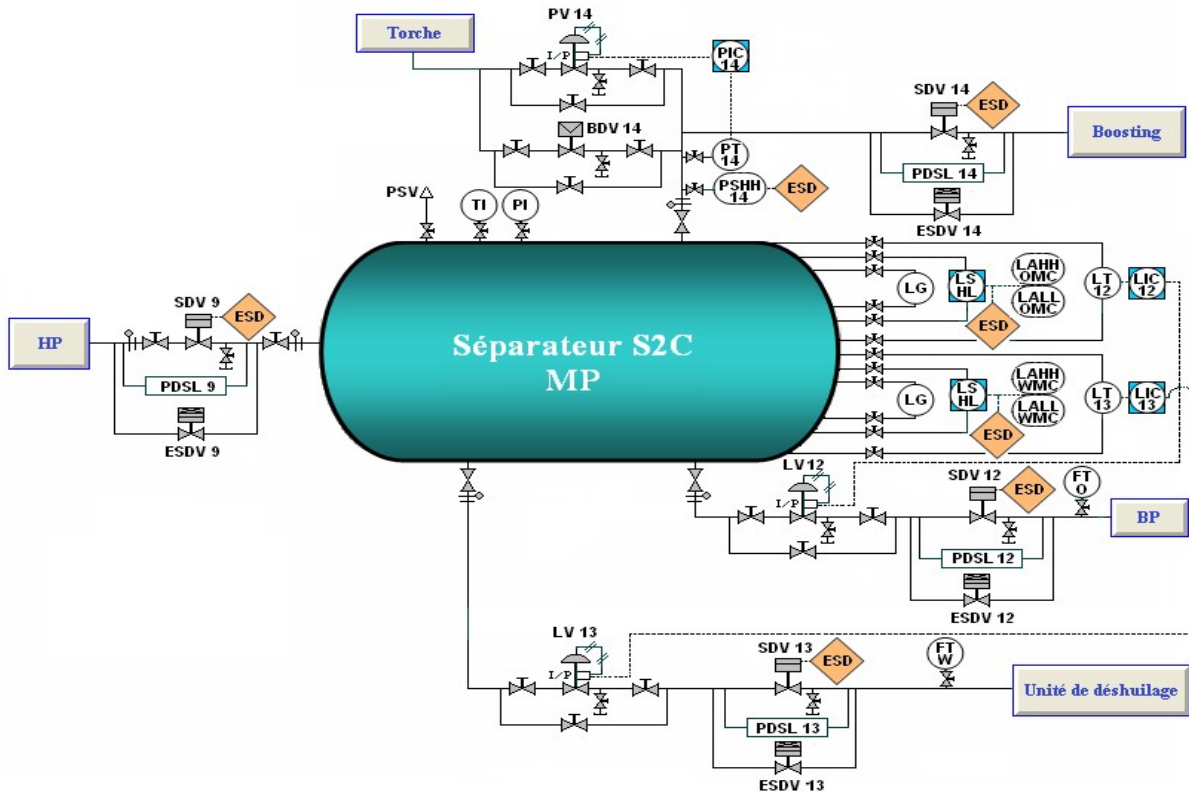 PV 14
Torche
I/P
PIC
14
SDV 14
ESD
BDV 14
Boosting
PT
14
PDSL 14
PSHH
14
ESD
PSV
TI
PI
ESDV 14
LAHH
OMC
LS
HL
LG
LT
12
LIC
12
LALL
OMC
SDV 9
ESD
ESD
HP
Séparateur S2C
MP
PDSL 9
LAHH
WMC
LS
HL
LG
LT
13
LIC
13
LALL
WMC
ESD
ESDV 9
LV12
SDV 12
ESD
FT
O
I/P
BP
PDSL 12
ESDV 12
LV 13
SDV 13
ESD
FT
W
I/P
Unité de déshuilage
PDSL 13
ESDV 13